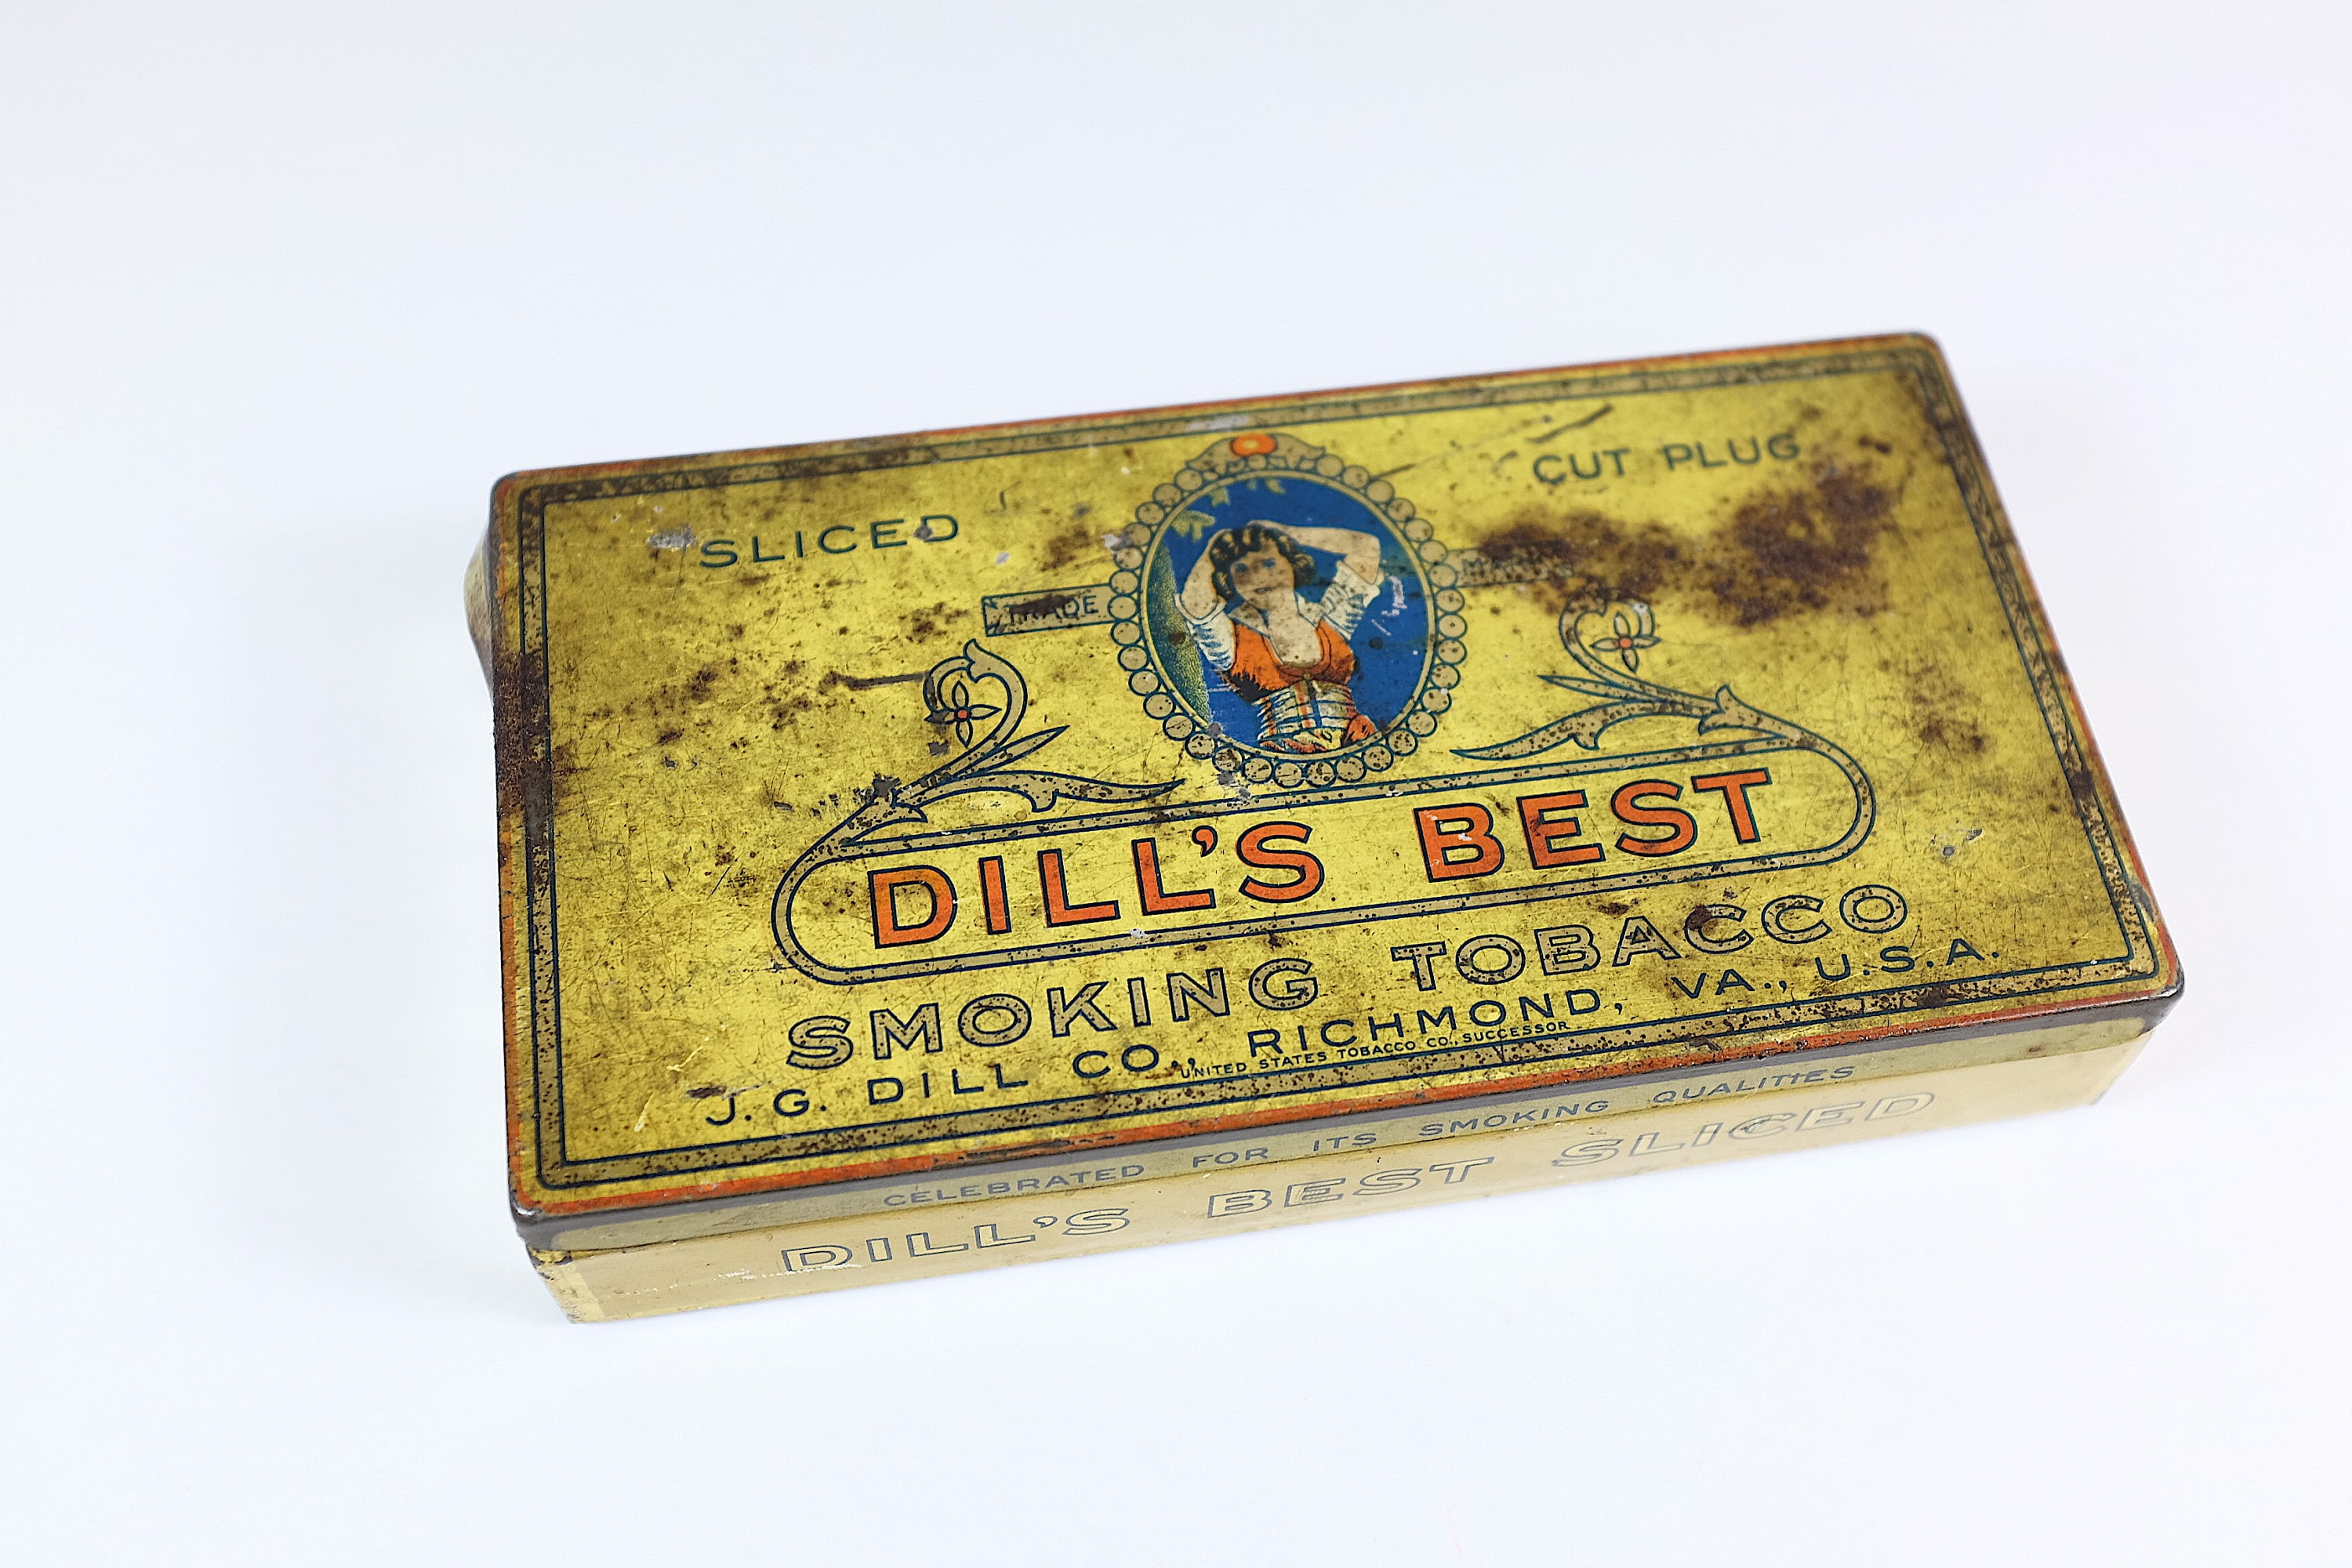 SLICED
CUT PLUG
TRADE
DILL'S BEST
SMOKING TOBACCO
J.G. DILL CO., RICHMOND, VA., U.S.A.
UNITED STATES TOBACCO CO., SUCCESSOR
CELEBRATED FOR ITS SMOKING QUALITIES
DILL'S BEST SLICED